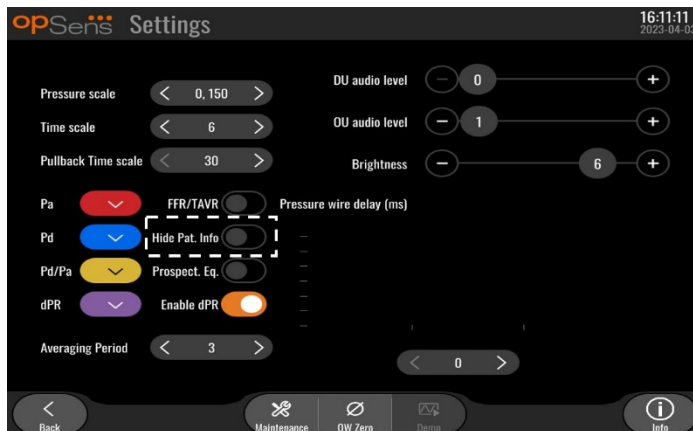 opSens Settings
16:11:11
2023-04-03
Pressure scale < 0, 150 >
Time scale < 6 >
Pullback Time scale < 30 >
DU audio level - 0 +
OU audio level - 1 +
Brightness - 6 +
Pa
FFR/TAVR
Pressure wire delay (ms)
Pd
Hide Pat. Info
Pd/Pa
Prospect. Eq.
dPR
Enable dPR
Averaging Period < 3 >
< 0 >
Back
Maintenance
OW Zero
Demo
Info